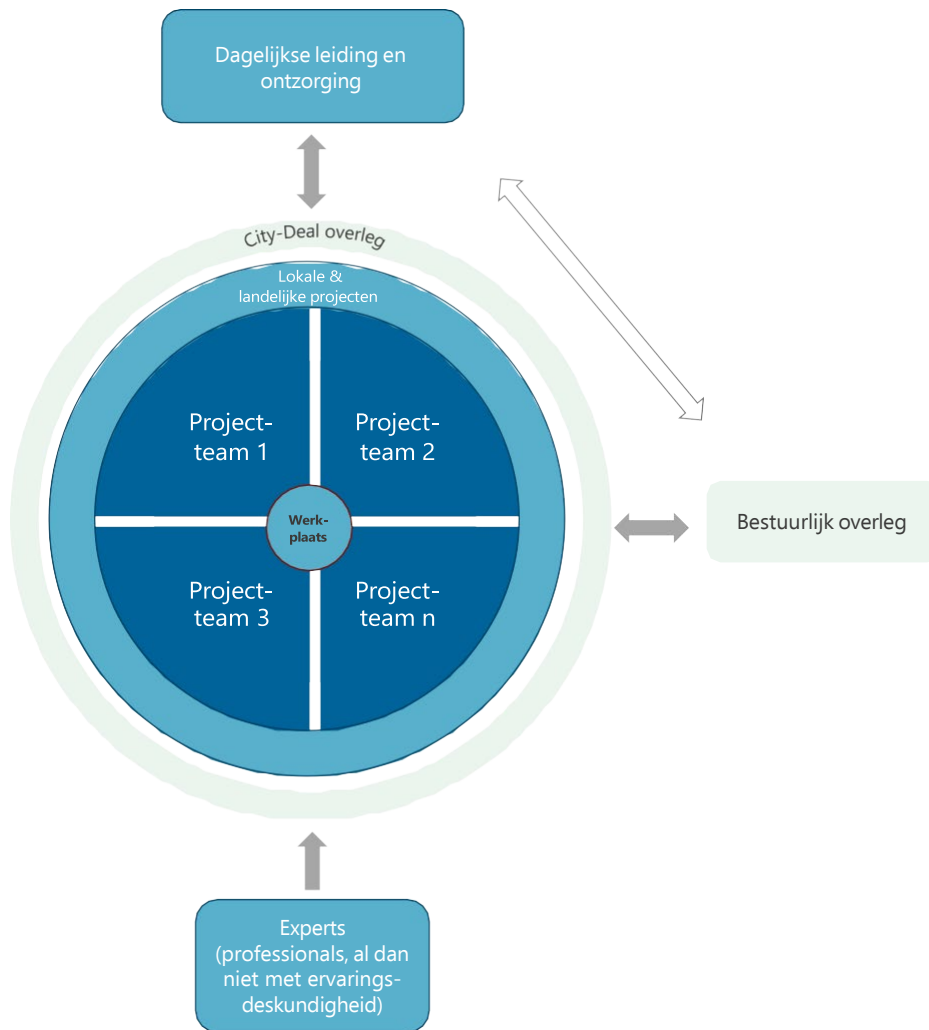 Dagelijkse leiding en
ontzorging
City-Deal overleg
Lokale &
landelijke projecten
Project-
team 1
Project-
team 2
Werk-
plaats
Bestuurlijk overleg
Project-
team 3
Project-
team n
Experts
(professionals, al dan
niet met ervarings-
deskundigheid)